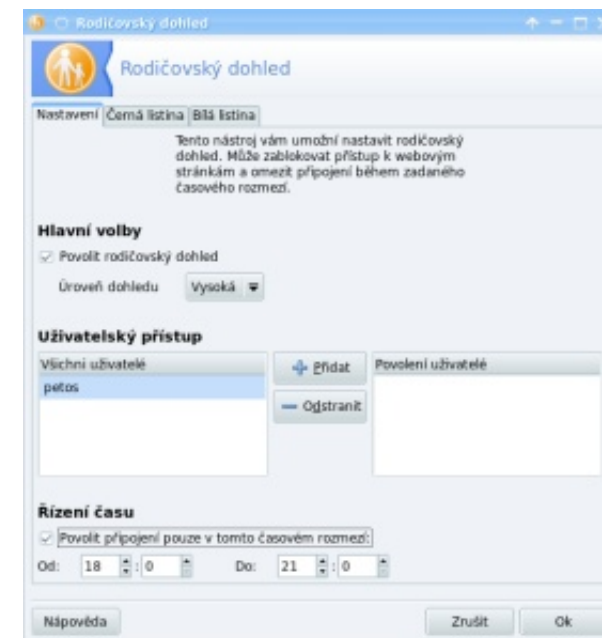 Rodičovský dohled
Rodičovský dohled
Nastavení Černá listina Bílá listina
Tento nástroj vám umožní nastavit rodičovský
dohled. Může zablokovat přístup k webovým
stránkám a omezit připojení během zadaného
časového rozmezí.
Hlavní volby
Povolit rodičovský dohled
Úroveň dohledu Vysoká
Uživatelský přístup
Všichni uživatelé
petos
Přidat
Odstranit
Povolení uživatelé
Řízení času
Povolit připojení pouze v tomto časovém rozmezí:
Od: 18 : 0 Do: 21 : 0
Nápověda Zrušit Ok